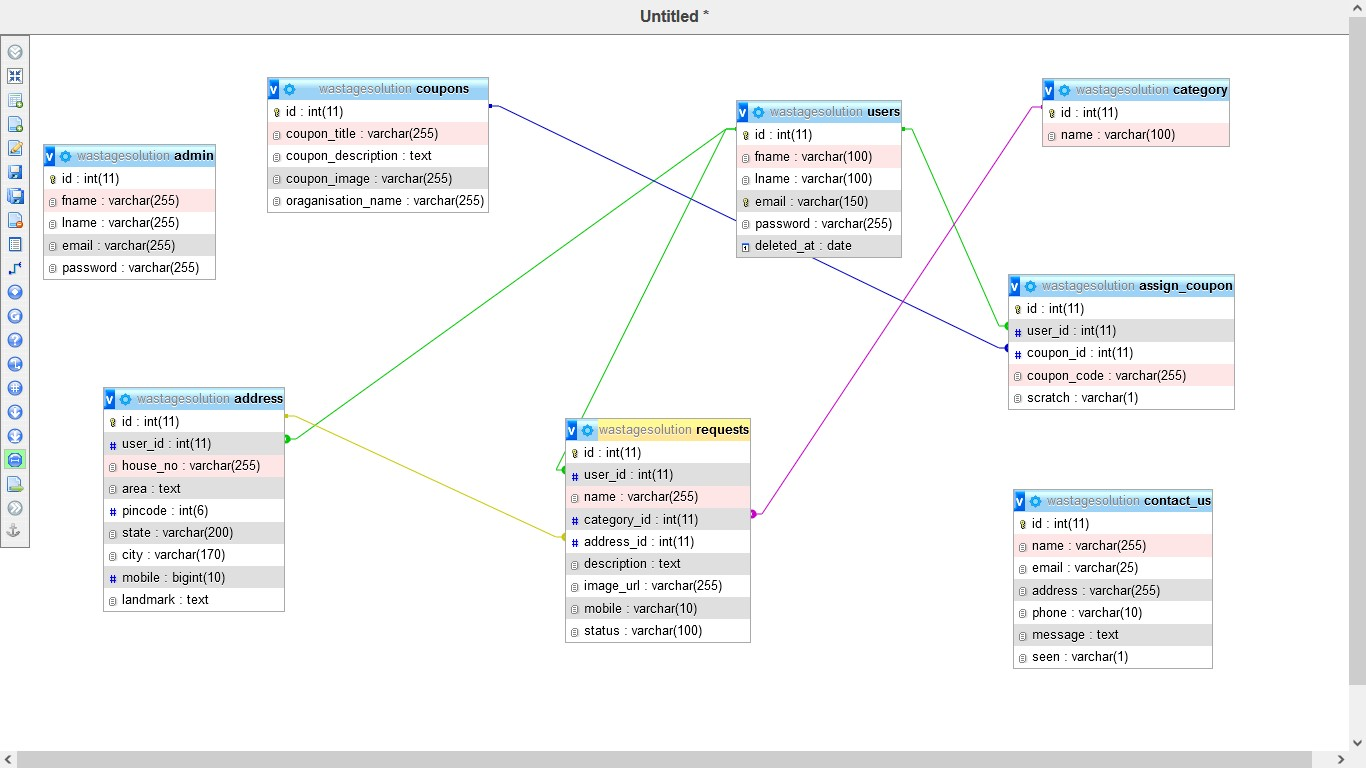 Untitled *
wastagesolution admin
id : int(11)
fname : varchar(255)
lname : varchar(255)
email : varchar(255)
password : varchar(255)
wastagesolution coupons
id : int(11)
coupon_title : varchar(255)
coupon_description : text
coupon_image : varchar(255)
oraganisation_name : varchar(255)
wastagesolution users
id : int(11)
fname : varchar(100)
lname : varchar(100)
email : varchar(150)
password : varchar(255)
deleted_at : date
wastagesolution category
id : int(11)
name : varchar(100)
wastagesolution assign_coupon
id : int(11)
user_id : int(11)
coupon_id : int(11)
coupon_code : varchar(255)
scratch : varchar(1)
wastagesolution address
id : int(11)
user_id : int(11)
house_no : varchar(255)
area : text
pincode : int(6)
state : varchar(200)
city : varchar(170)
mobile : bigint(10)
landmark : text
wastagesolution requests
id : int(11)
user_id : int(11)
name : varchar(255)
category_id : int(11)
address_id : int(11)
description : text
image_url : varchar(255)
mobile : varchar(10)
status : varchar(100)
wastagesolution contact_us
id : int(11)
name : varchar(255)
email : varchar(25)
address : varchar(255)
phone : varchar(10)
message : text
seen : varchar(1)